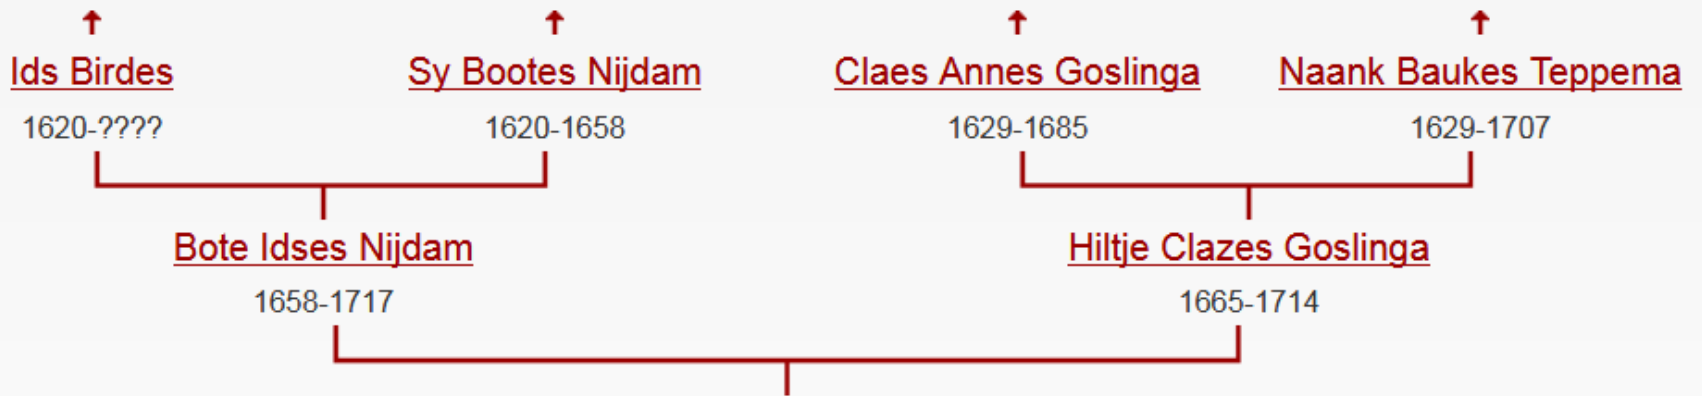 Ids Birdes Sy Bootes Nijdam Claes Annes Goslinga Naank Baukes Teppema
1620-???? 1620-1658 1629-1685 1629-1707
Bote Idses Nijdam Hiltje Clazes Goslinga
1658-1717 1665-1714